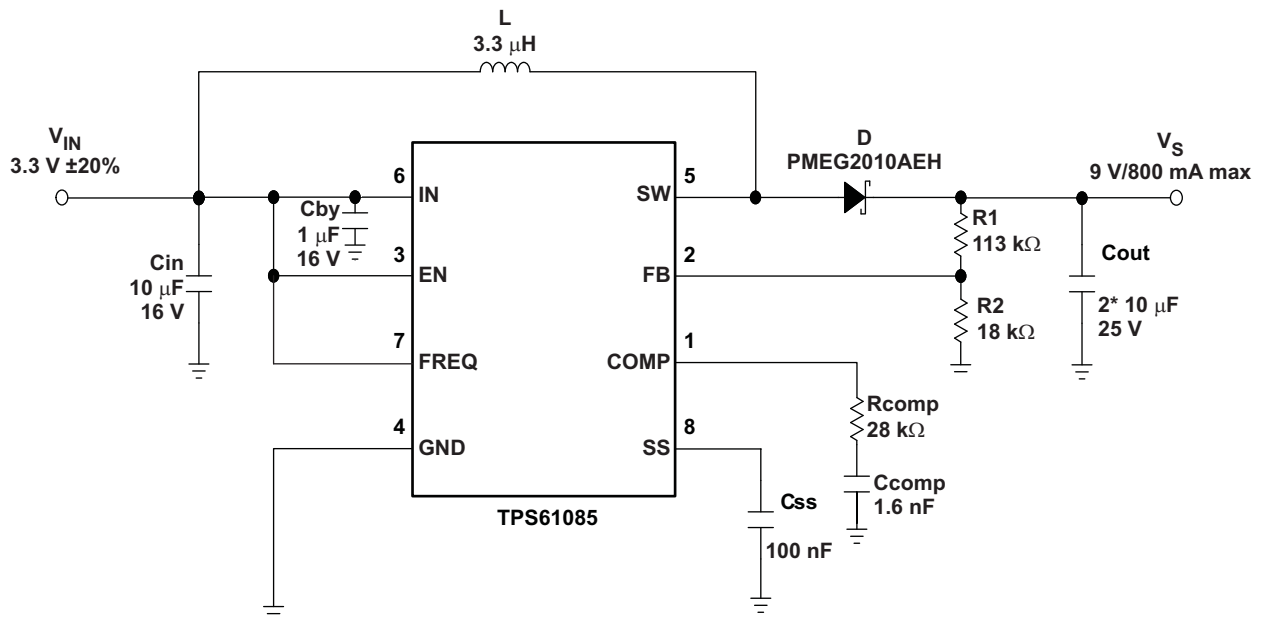 L
3.3 μH
V_IN
3.3 V ±20%
D
PMEG2010AEH
V_S
9 V/800 mA max
6
IN
SW
5
Cby
1 μF
16 V
R1
113 kΩ
Cin
10 μF
16 V
3
EN
FB
2
Cout
2* 10 μF
25 V
R2
18 kΩ
7
FREQ
COMP
1
Rcomp
28 kΩ
4
GND
SS
8
Ccomp
1.6 nF
Css
100 nF
TPS61085